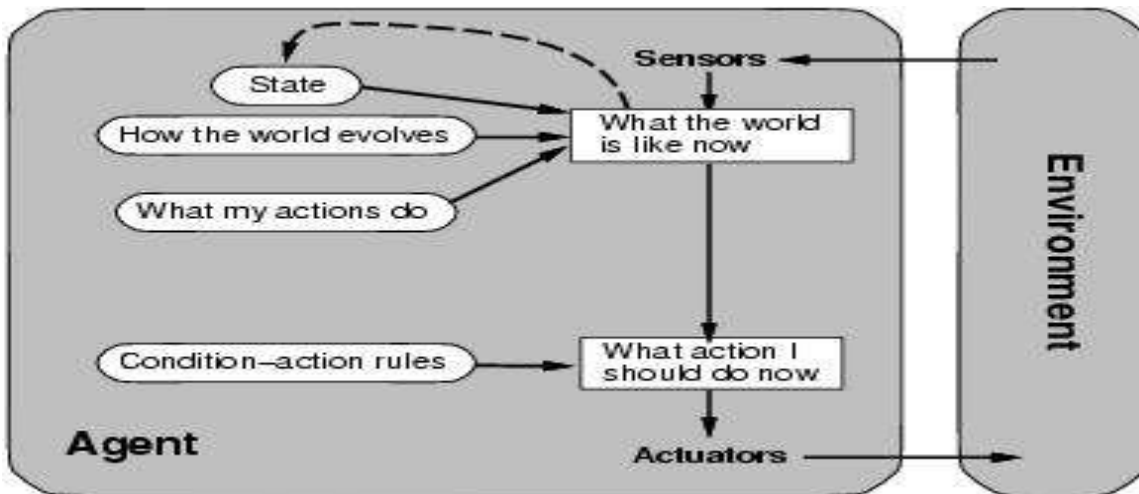 Sensors
State
What the world
is like now
How the world evolves
What my actions do
Environment
What action I
should do now
Condition–action rules
Agent
Actuators